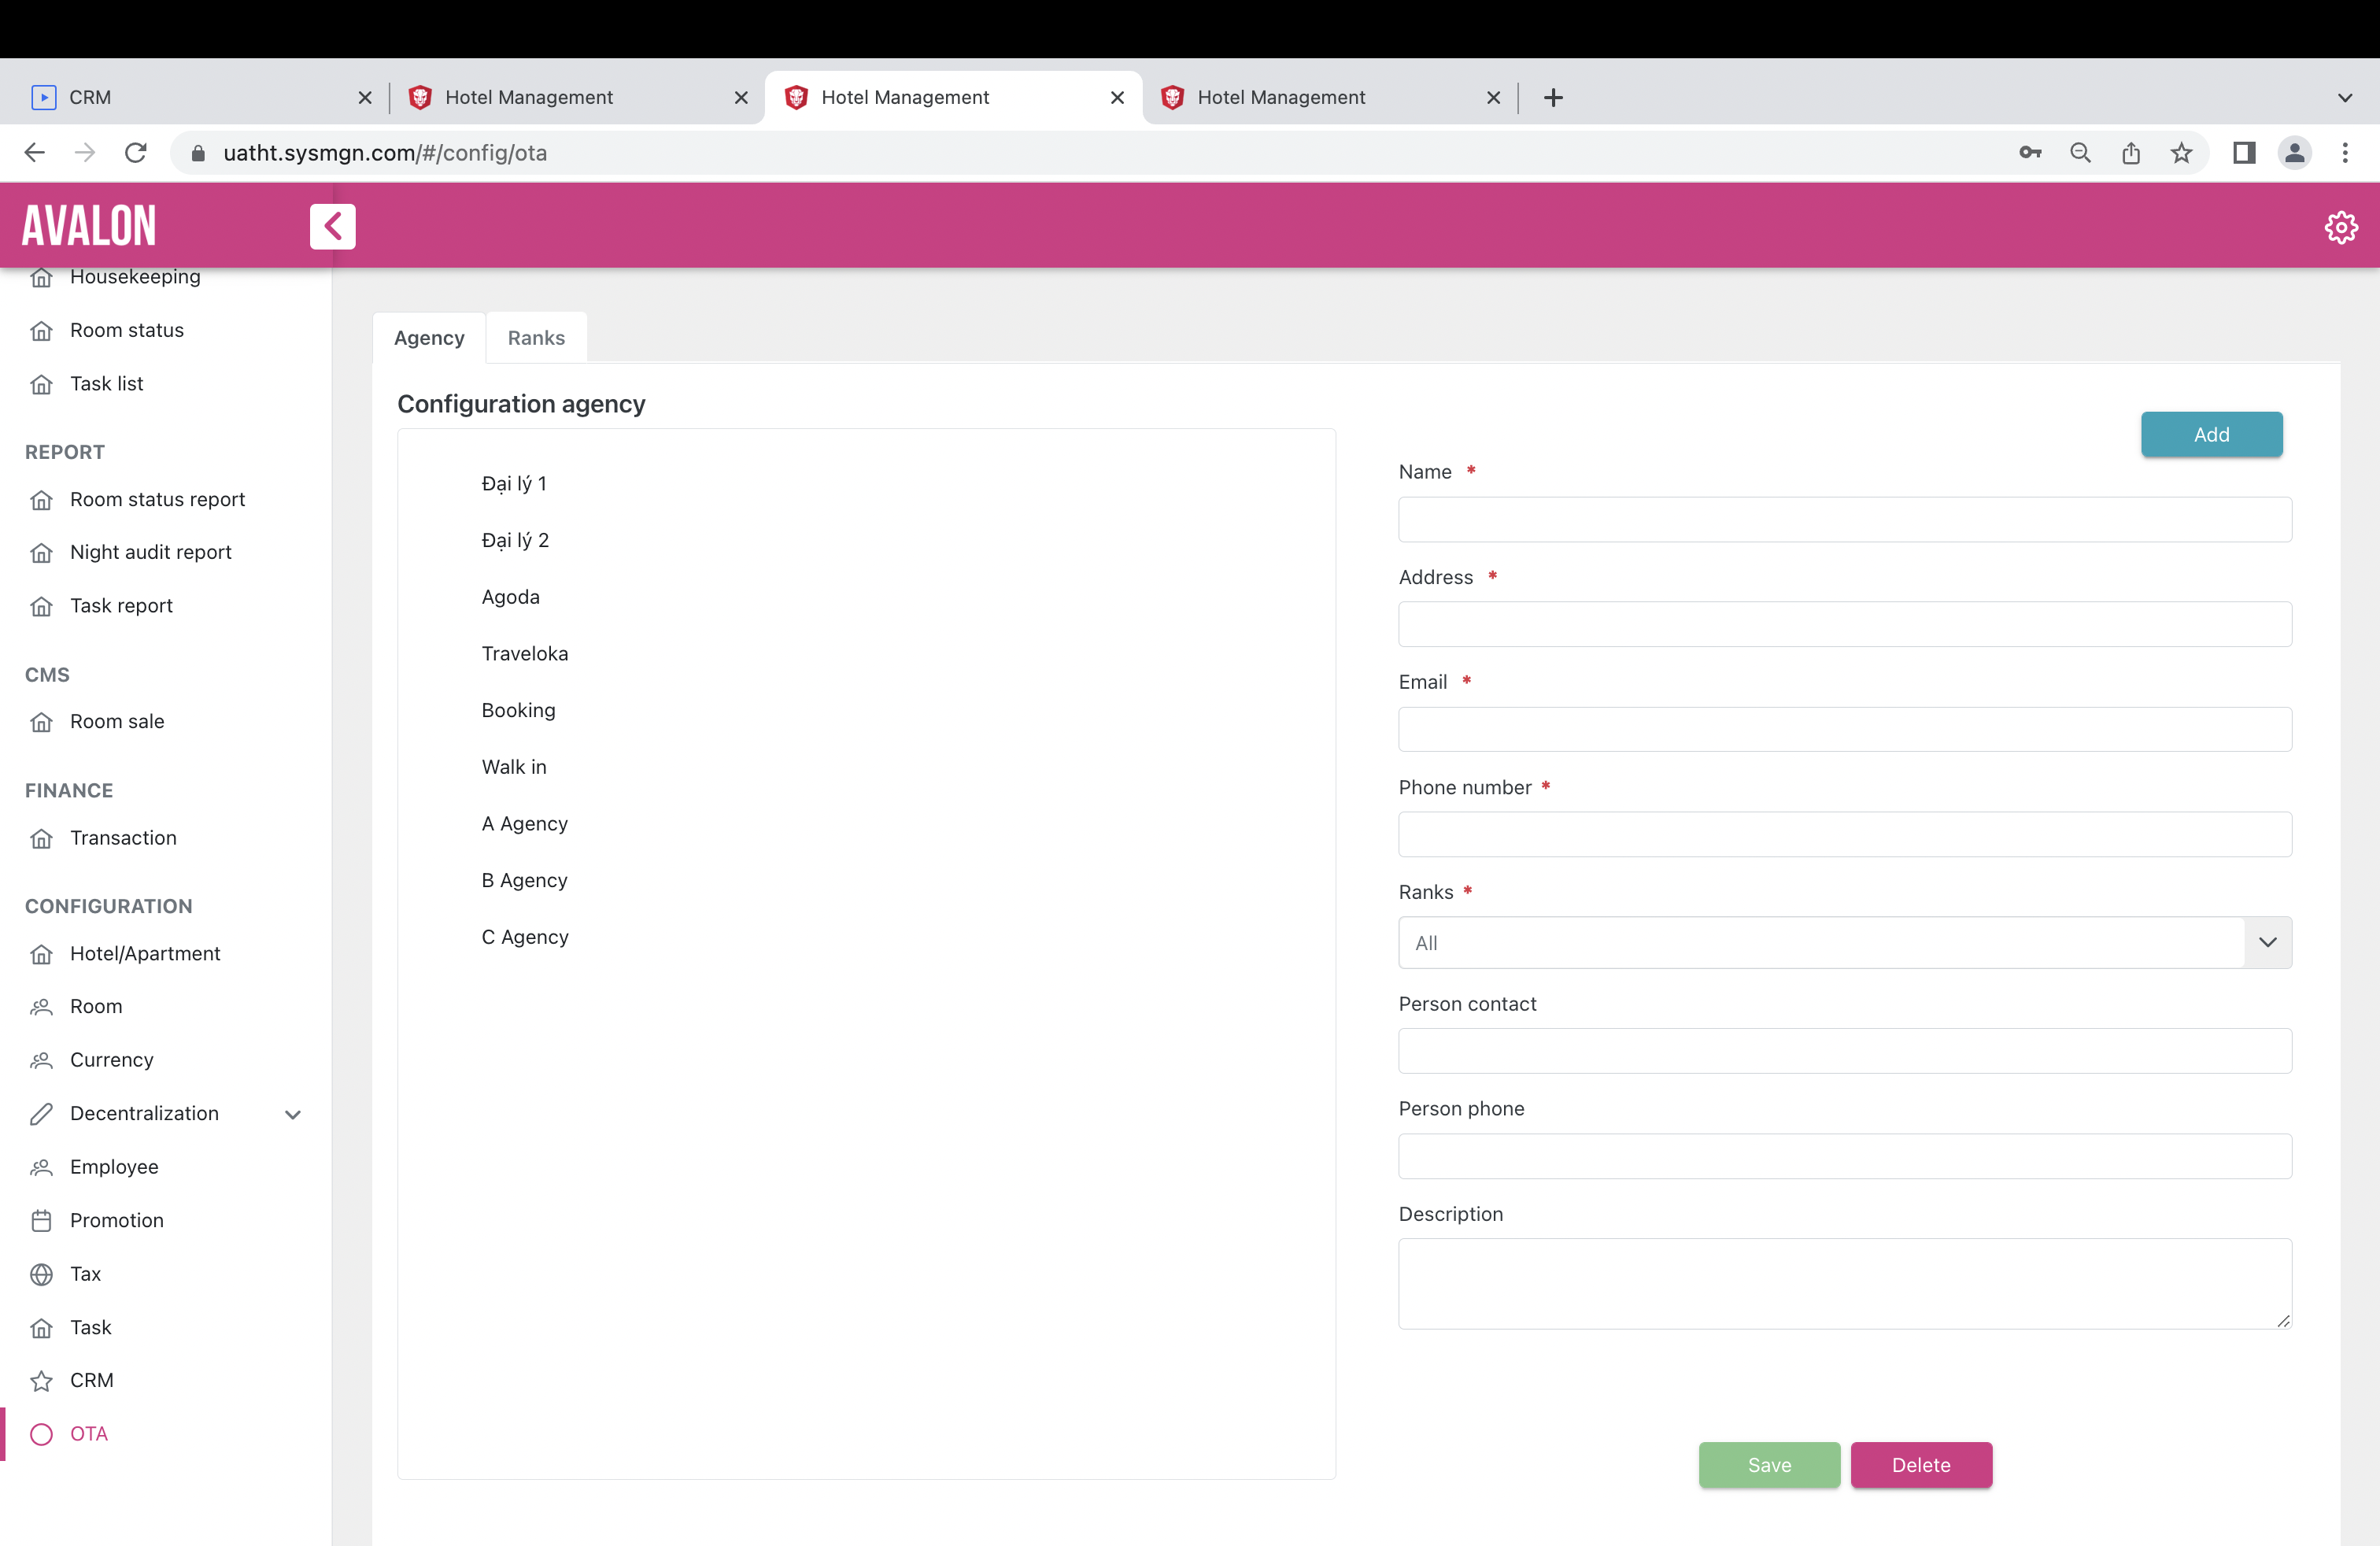 CRM
Hotel Management
Hotel Management
Hotel Management
uatht.sysmgn.com/#/config/ota
AVALON
Housekeeping
Room status
Task list
REPORT
Room status report
Night audit report
Task report
CMS
Room sale
FINANCE
Transaction
CONFIGURATION
Hotel/Apartment
Room
Currency
Decentralization
Employee
Promotion
Tax
Task
CRM
OTA
Agency
Ranks
Configuration agency
Đại lý 1
Đại lý 2
Agoda
Traveloka
Booking
Walk in
A Agency
B Agency
C Agency
Add
Name *
Address *
Email *
Phone number *
Ranks *
All
Person contact
Person phone
Description
Save
Delete